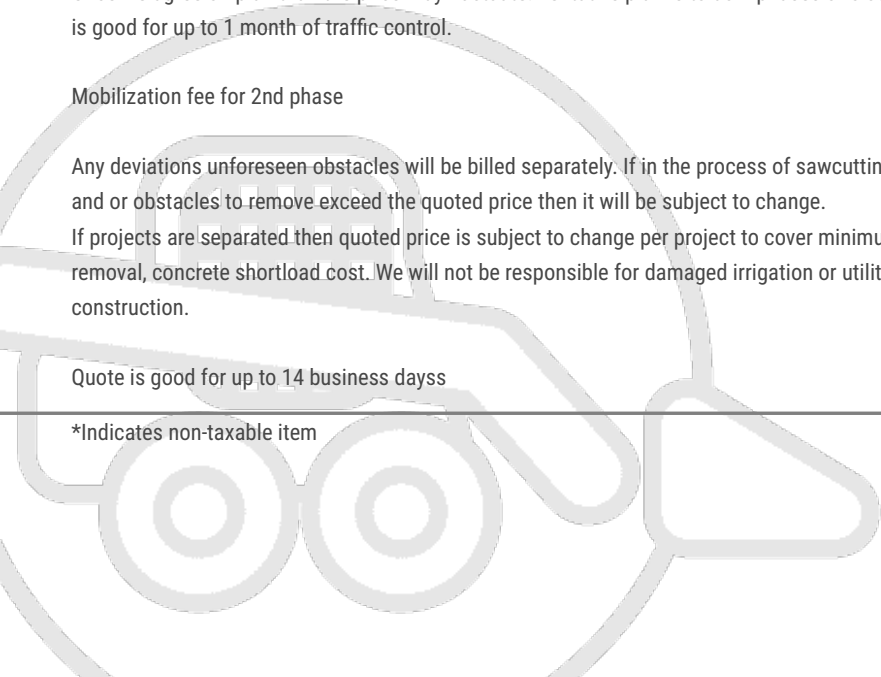 is good for up to 1 month of traffic control.
Mobilization fee for 2nd phase
Any deviations unforeseen obstacles will be billed separately. If in the process of sawcuttin
and or obstacles to remove exceed the quoted price then it will be subject to change.
If projects are separated then quoted price is subject to change per project to cover minimu
removal, concrete shortload cost. We will not be responsible for damaged irrigation or utilit
construction.
Quote is good for up to 14 business dayss
*Indicates non-taxable item